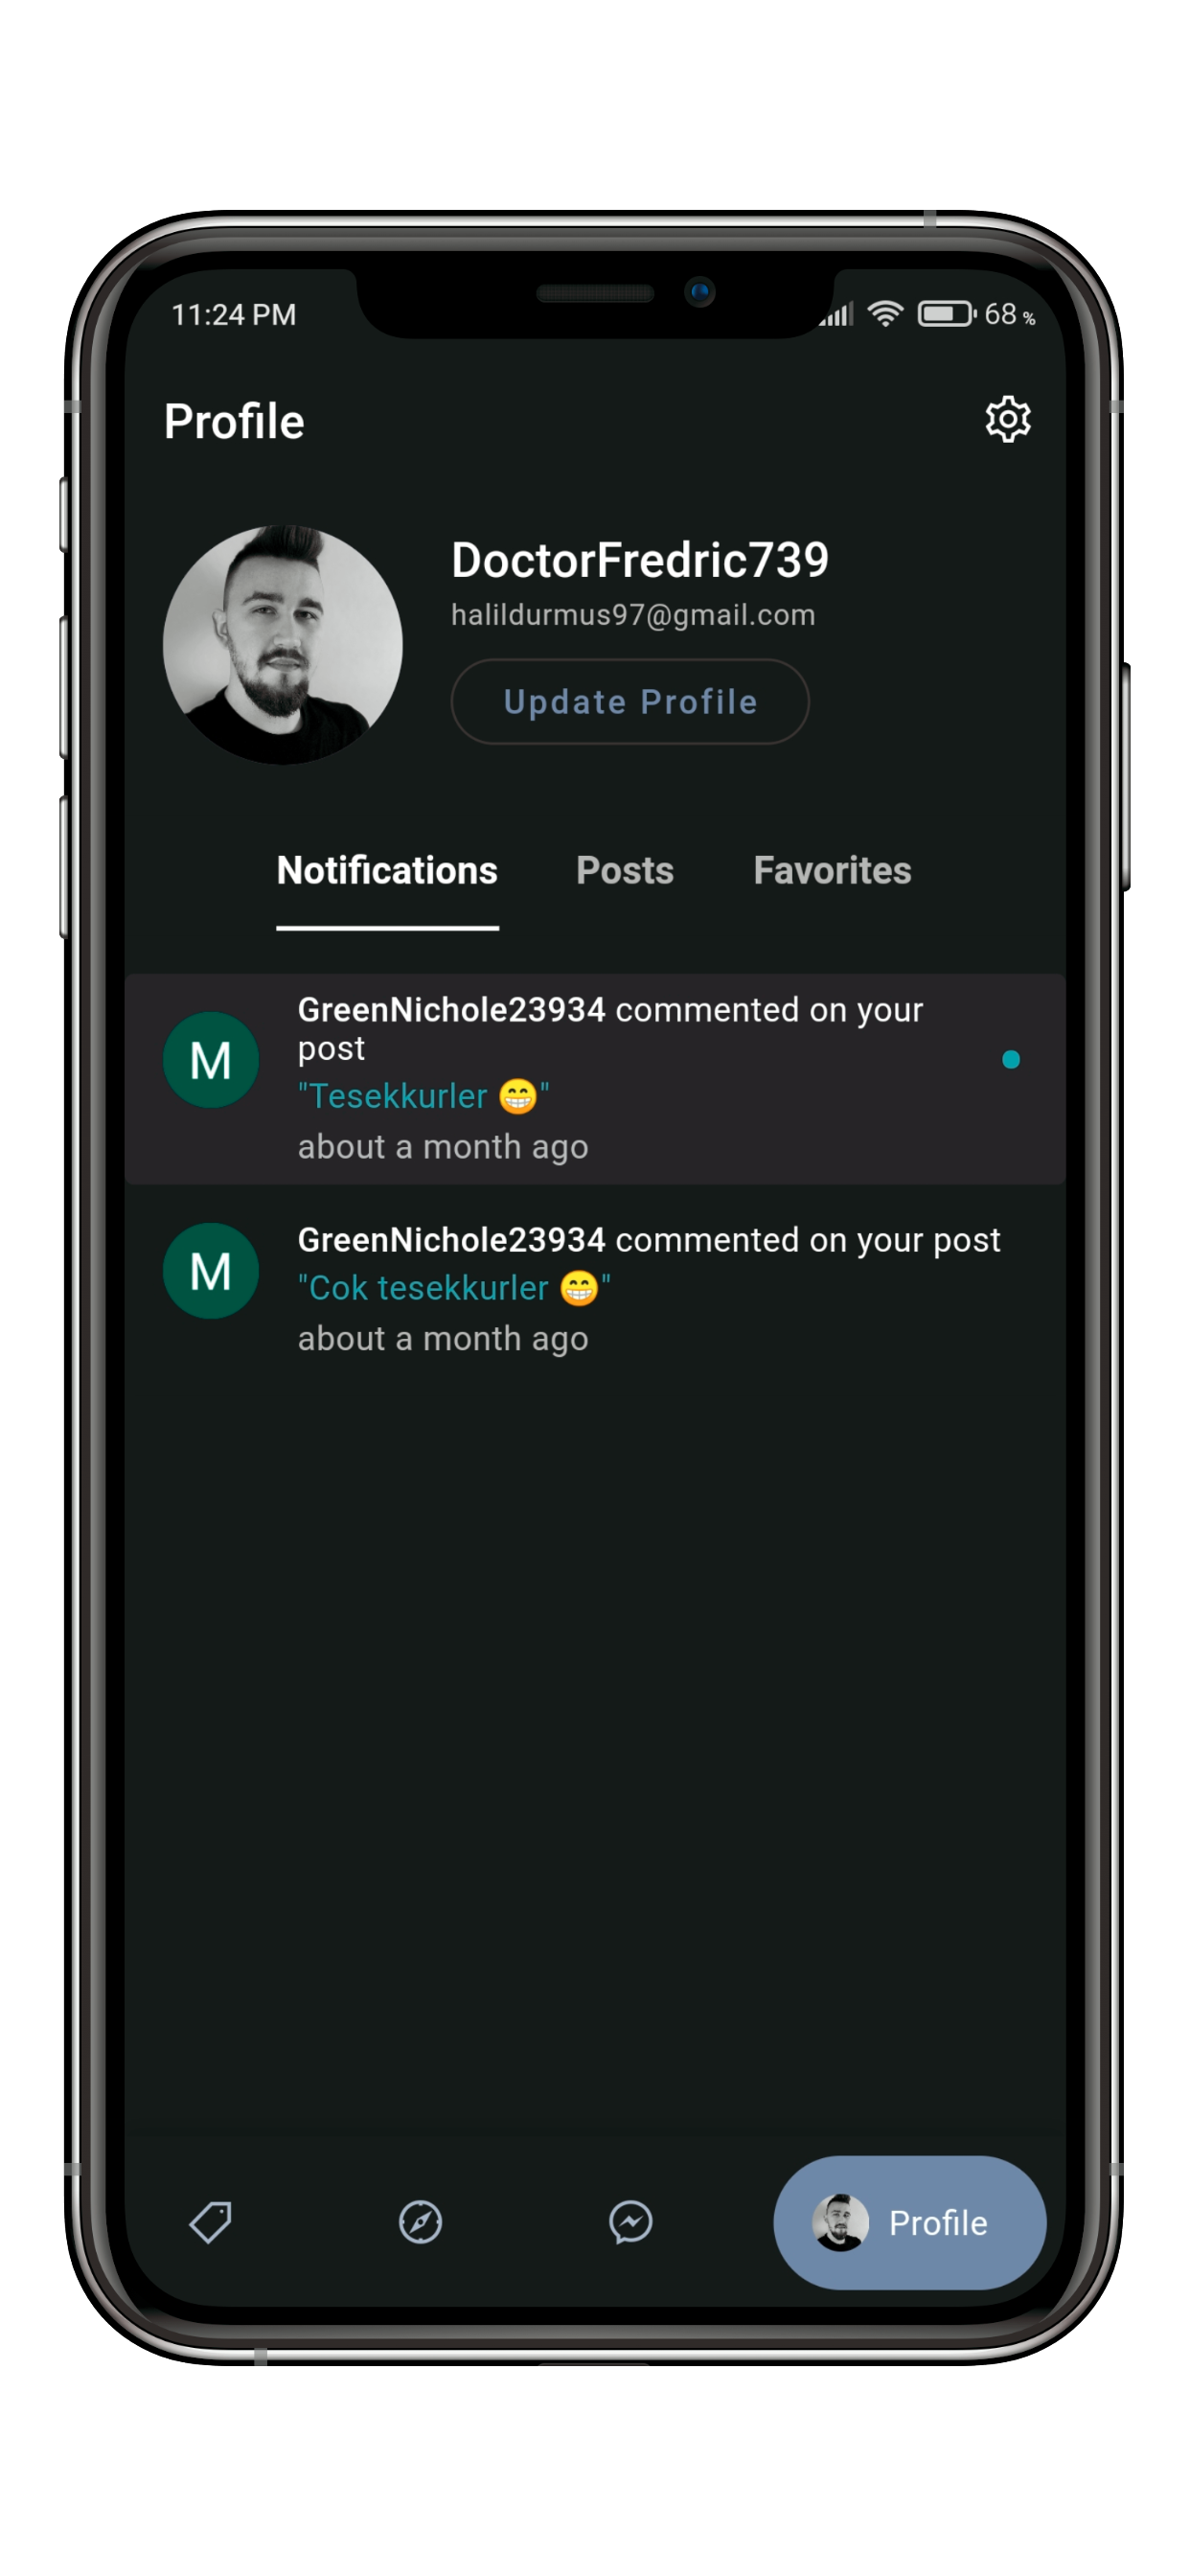 11:24 PM
68 %
Profile
DoctorFredric739
halildurmus97@gmail.com
Update Profile
Notifications Posts Favorites
M
GreenNichole23934 commented on your
post
"Tesekkurler 😁"
about a month ago
M
GreenNichole23934 commented on your post
"Cok tesekkurler 😁"
about a month ago
Profile